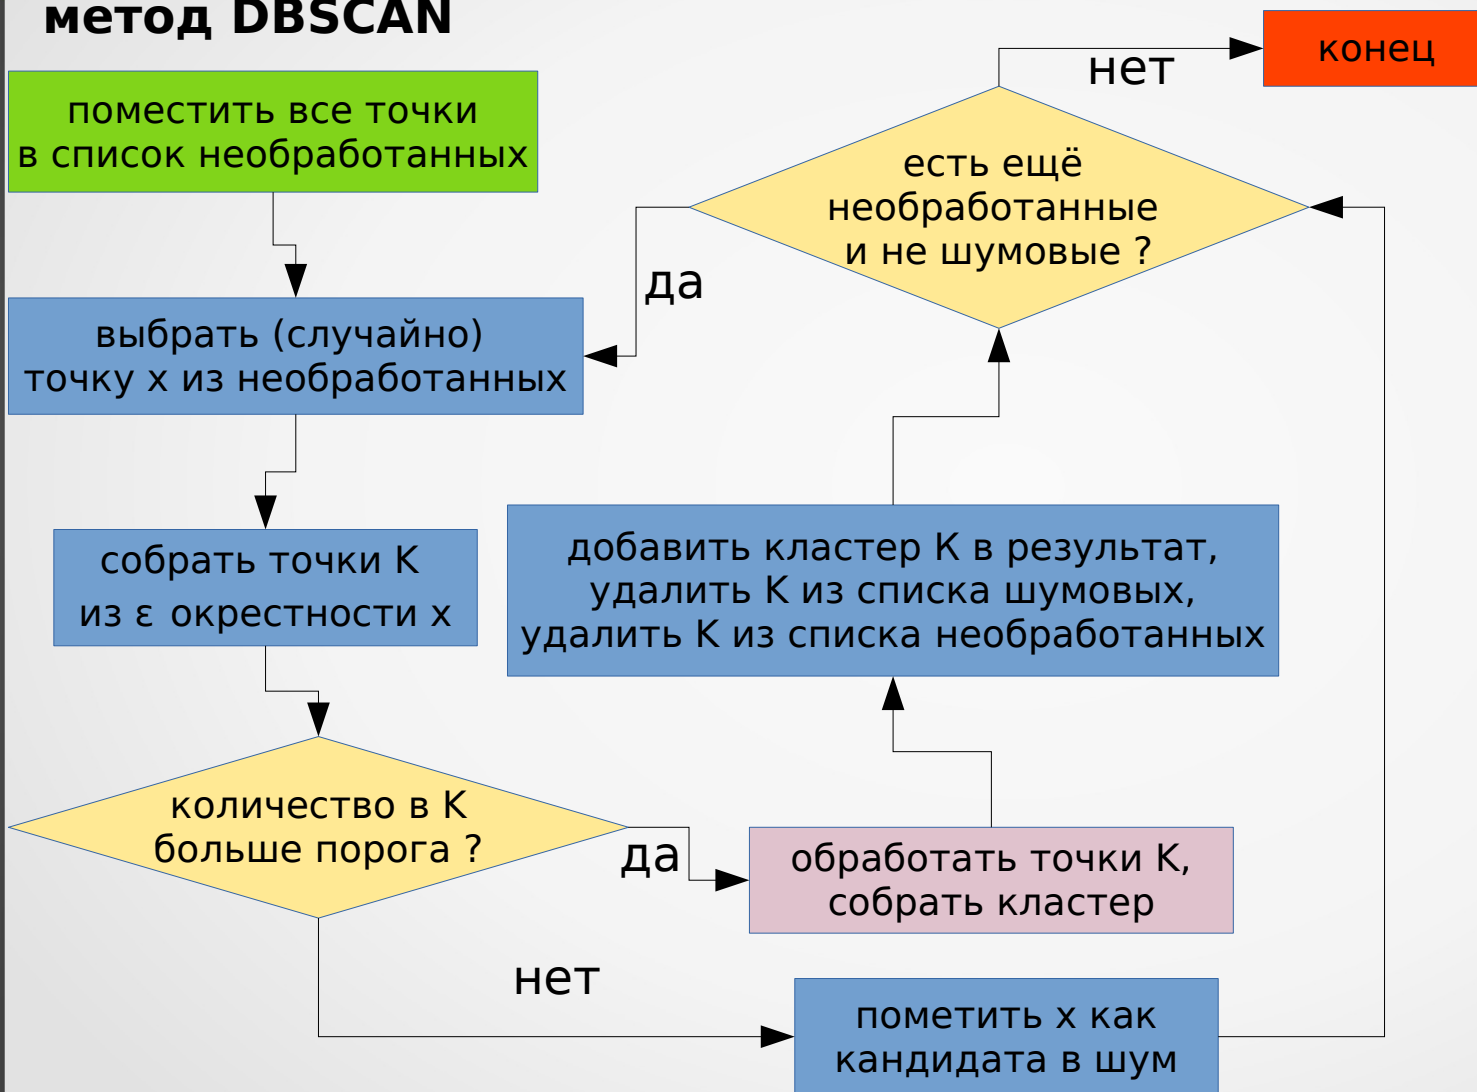 метод DBSCAN
поместить все точки
в список необработанных
выбрать (случайно)
точку x из необработанных
собрать точки K
из ε окрестности x
количество в K
больше порога ?
да
нет
обработать точки K,
собрать кластер
добавить кластер K в результат,
удалить K из списка шумовых,
удалить K из списка необработанных
пометить x как
кандидата в шум
есть ещё
необработанные
и не шумовые ?
да
нет
конец